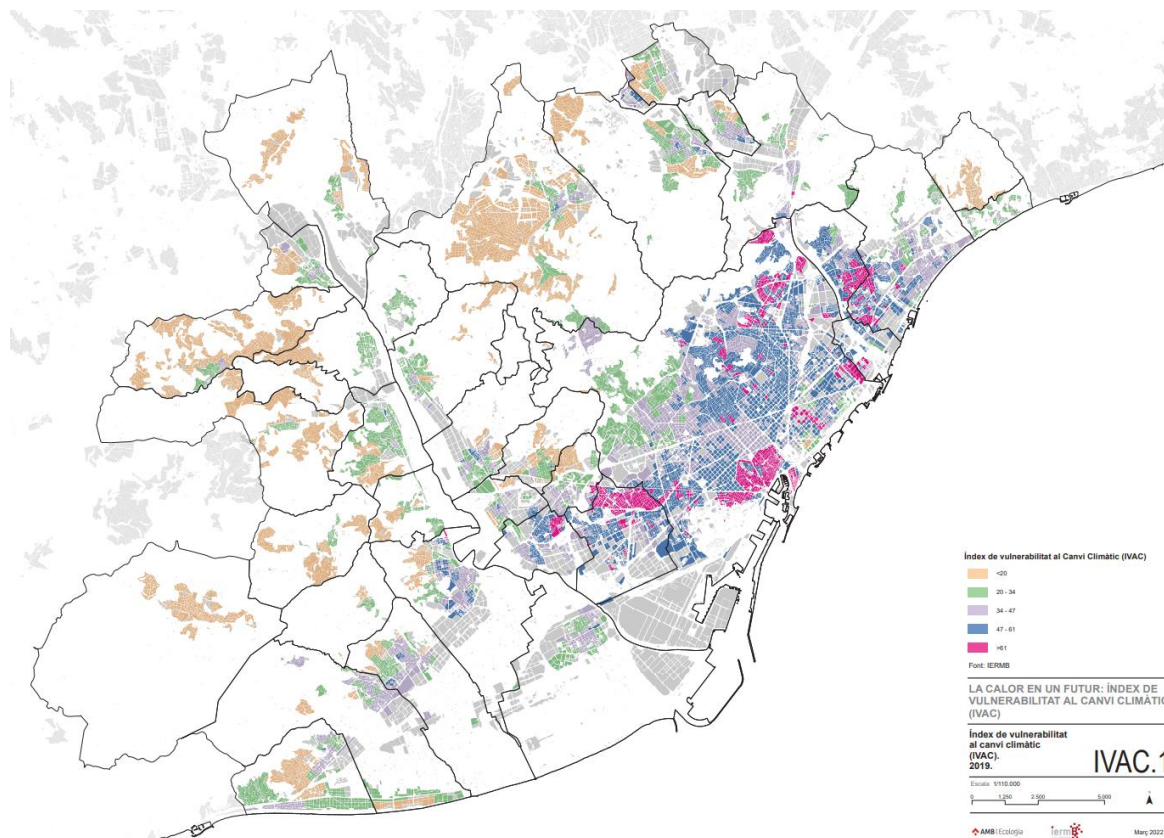 Índex de vulnerabilitat al Canvi Climàtic (IVAC)
<20
20 - 34
34 - 47
47 - 61
>61
Font: IERMB
LA CALOR EN UN FUTUR: ÍNDEX DE
VULNERABILITAT AL CANVI CLIMÀTIC
(IVAC)
Índex de vulnerabilitat
al canvi climàtic
(IVAC).
2019.
IVAC.1
Escala 1/110.000
0 1.250 2.500 5.000
AMB | Ecologia
iermB
Març 2022